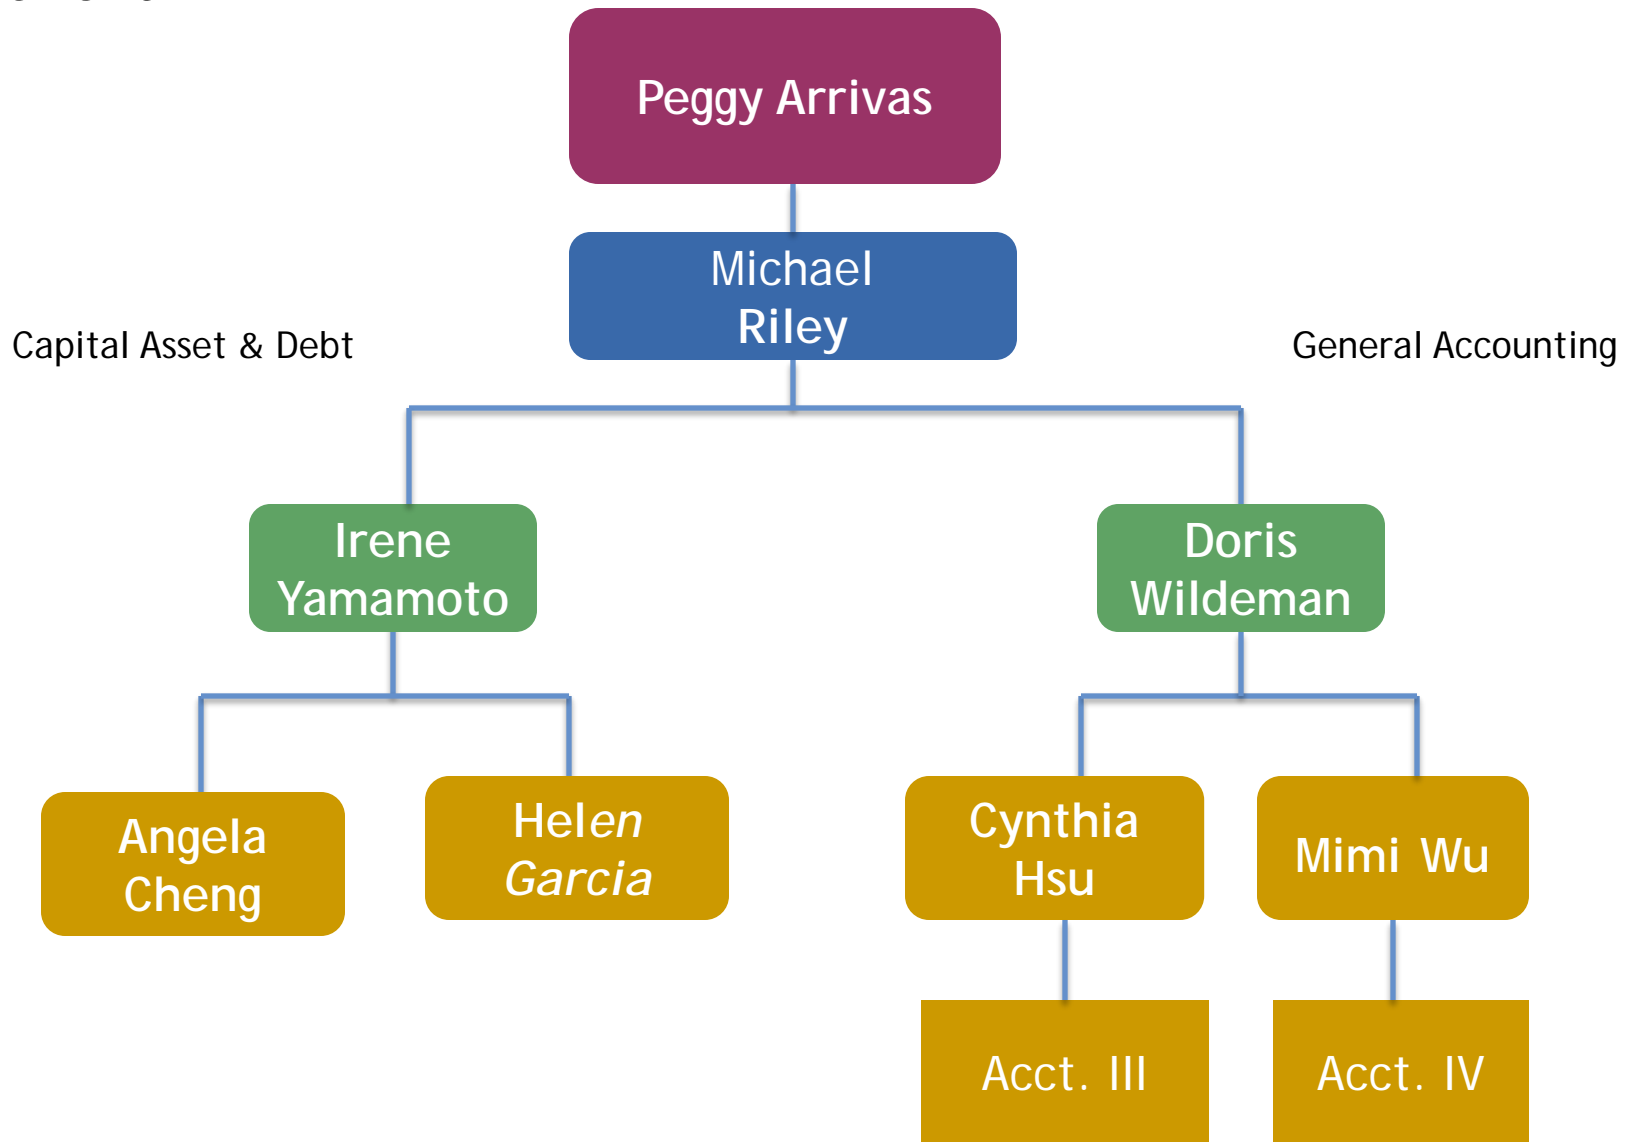 Peggy Arrivas
Michael
Riley
Capital Asset & Debt
General Accounting
Irene
Yamamoto
Doris
Wildeman
Angela
Cheng
Helen
Garcia
Cynthia
Hsu
Mimi Wu
Acct. III
Acct. IV